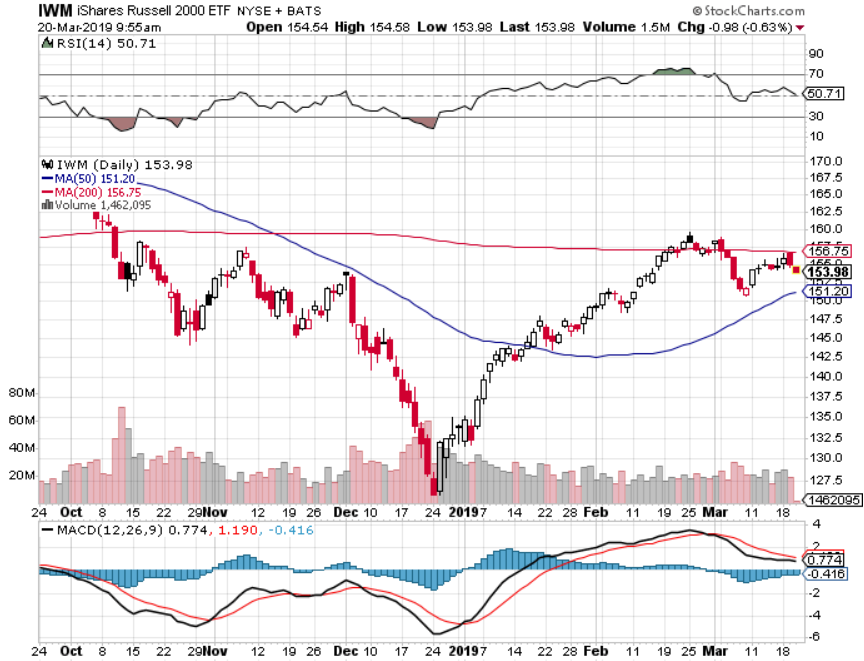 IWM iShares Russell 2000 ETF NYSE + BATS © StockCharts.com
20-Mar-2019 9:55am Open 154.54 High 154.58 Low 153.98 Last 153.98 Volume 1.5M Chg -0.98 (-0.63%)
RSI(14) 50.71
90
70
50.71
30
10
IWM (Daily) 153.98
MA(50) 151.20
MA(200) 156.75
Volume 1,462,095
170.0
167.5
165.0
162.5
160.0
156.75
153.98
151.20
150.0
147.5
145.0
142.5
140.0
137.5
135.0
132.5
130.0
127.5
1462095
80M
60M
40M
20M
24 Oct 8 15 22 29 Nov 12 19 26 Dec 10 17 24 2019 7 14 22 28 Feb 11 19 25 Mar 11 18
MACD(12,26,9) 0.774, 1.190, -0.416
4
2
0.774
-0.416
-2
-4
-6
24 Oct 8 15 22 29 Nov 12 19 26 Dec 10 17 24 2019 7 14 22 28 Feb 11 19 25 Mar 11 18